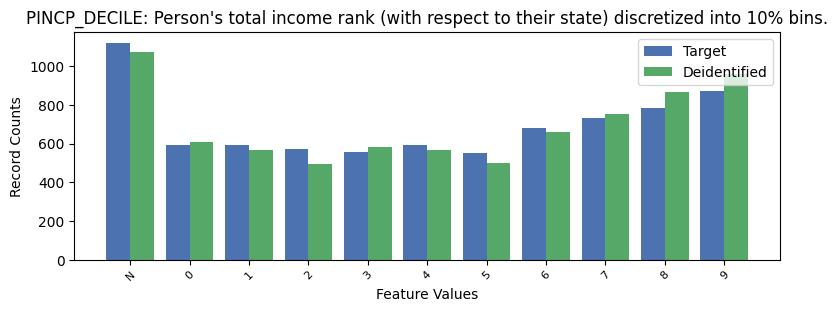 PINCP_DECILE: Person's total income rank (with respect to their state) discretized into 10% bins.
Target
Deidentified
Record Counts
1000
800
600
400
200
0
N 0 1 2 3 4 5 6 7 8 9
Feature Values